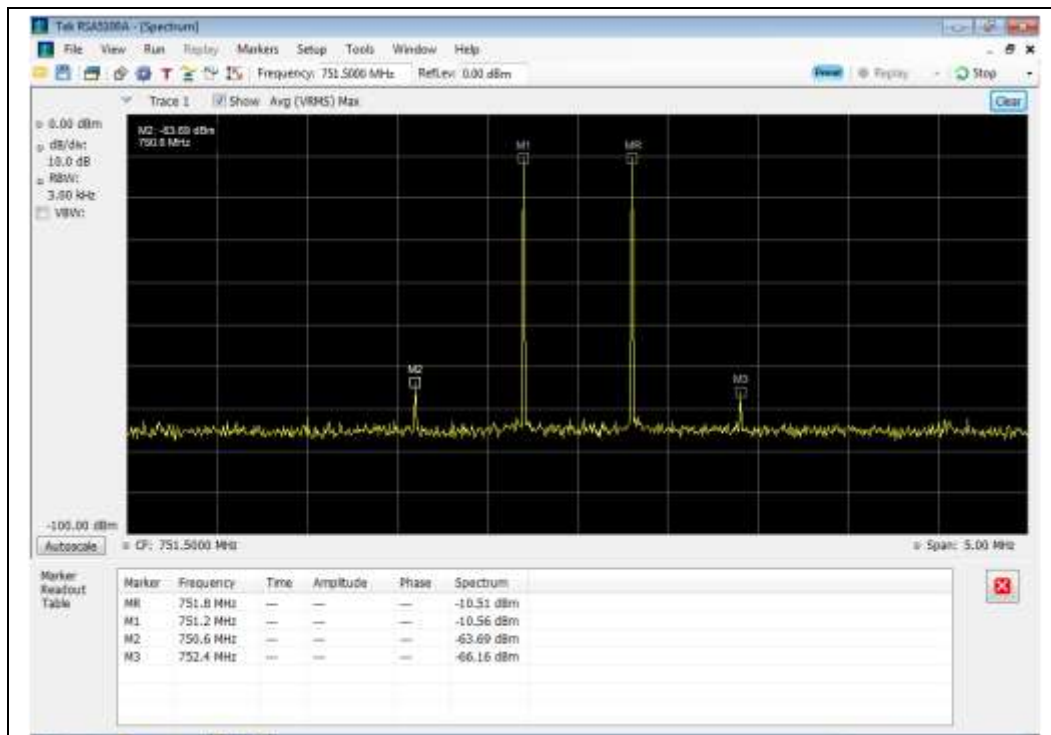 Tek RSA5100A - [Spectrum]
File View Run Replay Markers Setup Tools Window Help
Frequency: 751.5000 MHz RefLev: 0.00 dBm Preset Replay Stop
Trace 1 Show Avg (VRMS) Max Clear
0.00 dBm
dB/div:
10.0 dB
RBW:
3.00 kHz
VBW:
M2: -63.69 dBm
750.6 MHz
M1
MR
M2
M3
-100.00 dBm
Autoscale CF: 751.5000 MHz Span: 5.00 MHz
Marker Readout Table
Marker Frequency Time Amplitude Phase Spectrum
MR 751.8 MHz --- --- --- -10.51 dBm
M1 751.2 MHz --- --- --- -10.56 dBm
M2 750.6 MHz --- --- --- -63.69 dBm
M3 752.4 MHz --- --- --- -66.16 dBm